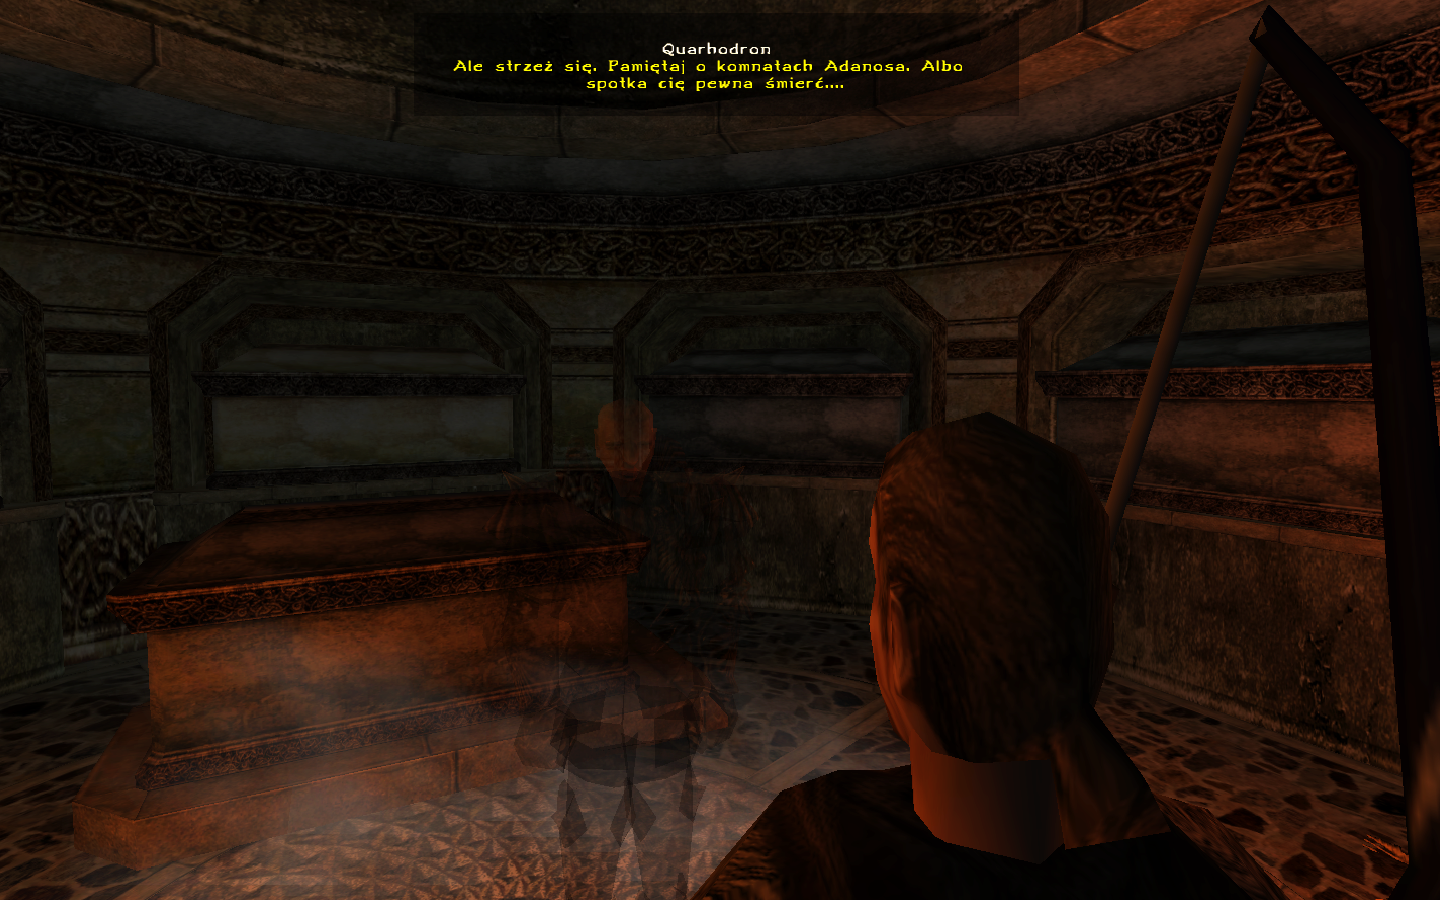 Quarhodron
Ale strzeż się. Pamiętaj o komnatach Adanosa. Albo
spotka cię pewna śmierć....